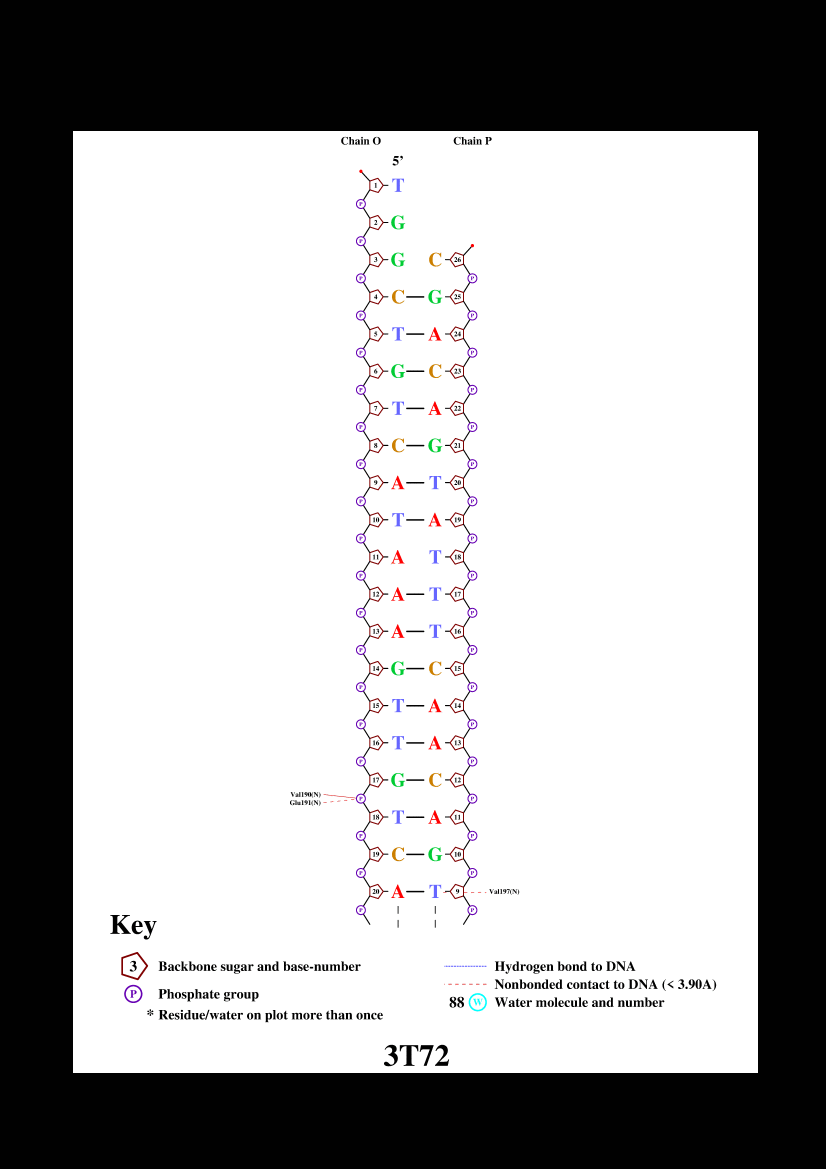 Chain O Chain P
5’
1 T
P
2 G
P
3 G C 26
P P
4 C G 25
P P
5 T A 24
P P
6 G C 23
P P
7 T A 22
P P
8 C G 21
P P
9 A T 20
P P
10 T A 19
P P
11 A T 18
P P
12 A T 17
P P
13 A T 16
P P
14 G C 15
P P
15 T A 14
P P
16 T A 13
P P
17 G C 12
Val190(N)
P P
Glu191(N)
18 T A 11
P P
19 C G 10
P P
20 A T 9 Val197(N)
P P
Key
3 Backbone sugar and base-number
P Phosphate group
* Residue/water on plot more than once
Hydrogen bond to DNA
Nonbonded contact to DNA (< 3.90A)
88 W Water molecule and number
3T72